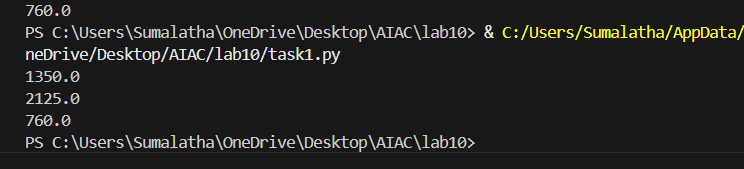 760.0
PS C:\Users\Sumalatha\OneDrive\Desktop\AIAC\lab10> & C:/Users/Sumalatha/AppData/
neDrive/Desktop/AIAC/lab10/task1.py
1350.0
2125.0
760.0
PS C:\Users\Sumalatha\OneDrive\Desktop\AIAC\lab10>